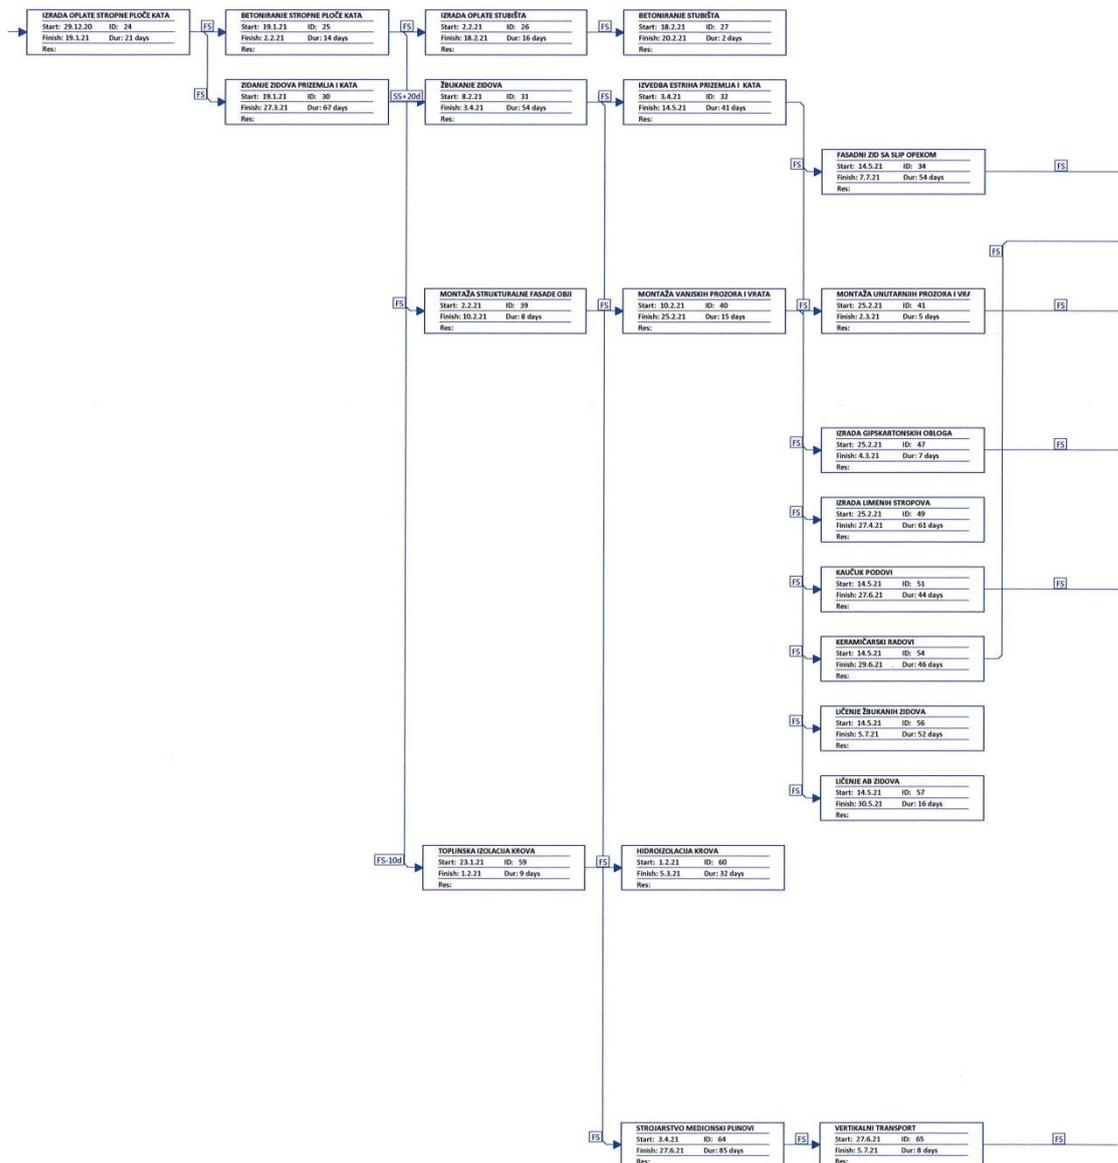 IZRADA OPLATE STROPNE PLOČE KATA
Start: 29.12.20 ID: 24
Finish: 19.1.21 Dur: 21 days
Res:
FS
BETONIRANJE STROPNE PLOČE KATA
Start: 19.1.21 ID: 25
Finish: 2.2.21 Dur: 14 days
Res:
FS
IZRADA OPLATE STUBIŠTA
Start: 2.2.21 ID: 26
Finish: 18.2.21 Dur: 16 days
Res:
FS
BETONIRANJE STUBIŠTA
Start: 18.2.21 ID: 27
Finish: 20.2.21 Dur: 2 days
Res:
FS
ZIDANJE ZIDOVA PRIZEMLJA I KATA
Start: 19.1.21 ID: 30
Finish: 27.3.21 Dur: 67 days
Res:
SS+20d
ŽBUKANJE ZIDOVA
Start: 8.2.21 ID: 31
Finish: 3.4.21 Dur: 54 days
Res:
FS
IZVEDBA ESTRIHA PRIZEMLJA I KATA
Start: 3.4.21 ID: 32
Finish: 14.5.21 Dur: 41 days
Res:
FS
FASADNI ZID SA SLIP OPEKOM
Start: 14.5.21 ID: 34
Finish: 7.7.21 Dur: 54 days
Res:
FS
FS
FS
MONTAŽA STRUKTURALNE FASADE OBJI
Start: 2.2.21 ID: 39
Finish: 10.2.21 Dur: 8 days
Res:
FS
MONTAŽA VANJSKIH PROZORA I VRATA
Start: 10.2.21 ID: 40
Finish: 25.2.21 Dur: 15 days
Res:
FS
MONTAŽA UNUTARNJIH PROZORA I VRA
Start: 25.2.21 ID: 41
Finish: 2.3.21 Dur: 5 days
Res:
FS
FS
IZRADA GIPSKARTONSKIH OBLOGA
Start: 25.2.21 ID: 47
Finish: 4.3.21 Dur: 7 days
Res:
FS
FS
IZRADA LIMENIH STROPOVA
Start: 25.2.21 ID: 49
Finish: 27.4.21 Dur: 61 days
Res:
FS
KAUČUK PODOVI
Start: 14.5.21 ID: 51
Finish: 27.6.21 Dur: 44 days
Res:
FS
FS
KERAMIČARSKI RADOVI
Start: 14.5.21 ID: 54
Finish: 29.6.21 Dur: 46 days
Res:
FS
LIČENJE ŽBUKANIH ZIDOVA
Start: 14.5.21 ID: 56
Finish: 5.7.21 Dur: 52 days
Res:
FS
LIČENJE AB ZIDOVA
Start: 14.5.21 ID: 57
Finish: 30.5.21 Dur: 16 days
Res:
FS-10d
TOPLINSKA IZOLACIJA KROVA
Start: 23.1.21 ID: 59
Finish: 1.2.21 Dur: 9 days
Res:
FS
HIDROIZOLACIJA KROVA
Start: 1.2.21 ID: 60
Finish: 5.3.21 Dur: 32 days
Res:
FS
STROJARSTVO MEDICINSKI PLINOVI
Start: 3.4.21 ID: 64
Finish: 27.6.21 Dur: 85 days
Res:
FS
VERTIKALNI TRANSPORT
Start: 27.6.21 ID: 65
Finish: 5.7.21 Dur: 8 days
Res:
FS